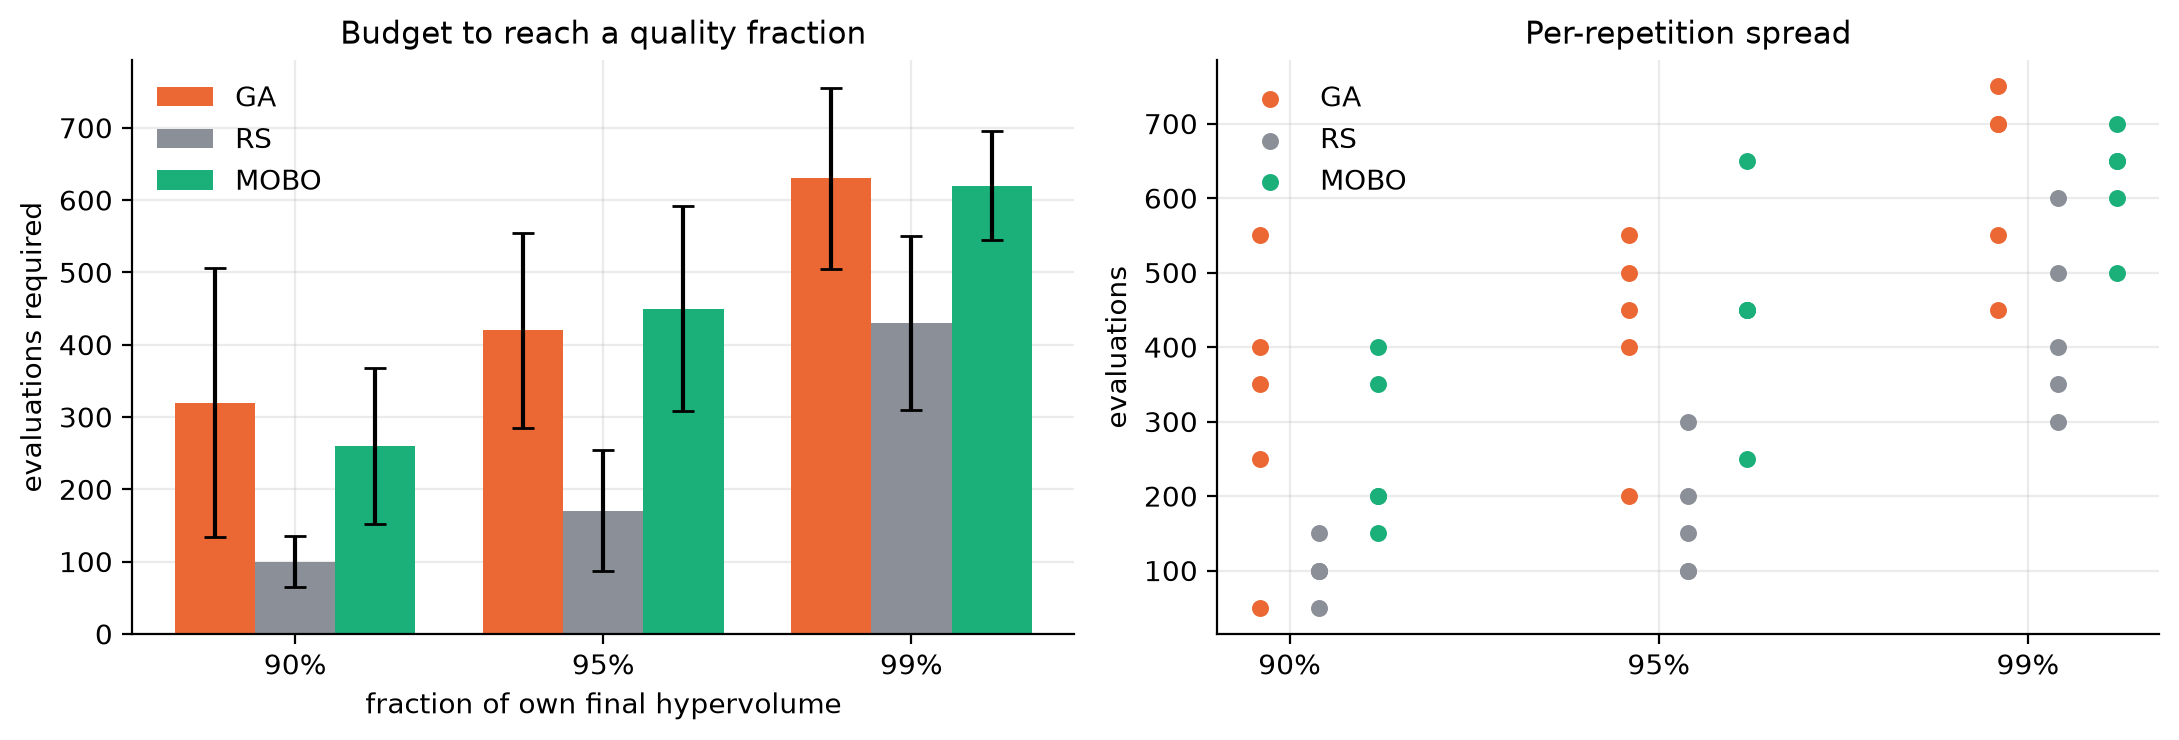 Budget to reach a quality fraction
GA
RS
MOBO
evaluations required
700
600
500
400
300
200
100
0
90%
95%
99%
fraction of own final hypervolume
Per-repetition spread
GA
RS
MOBO
evaluations
700
600
500
400
300
200
100
90%
95%
99%